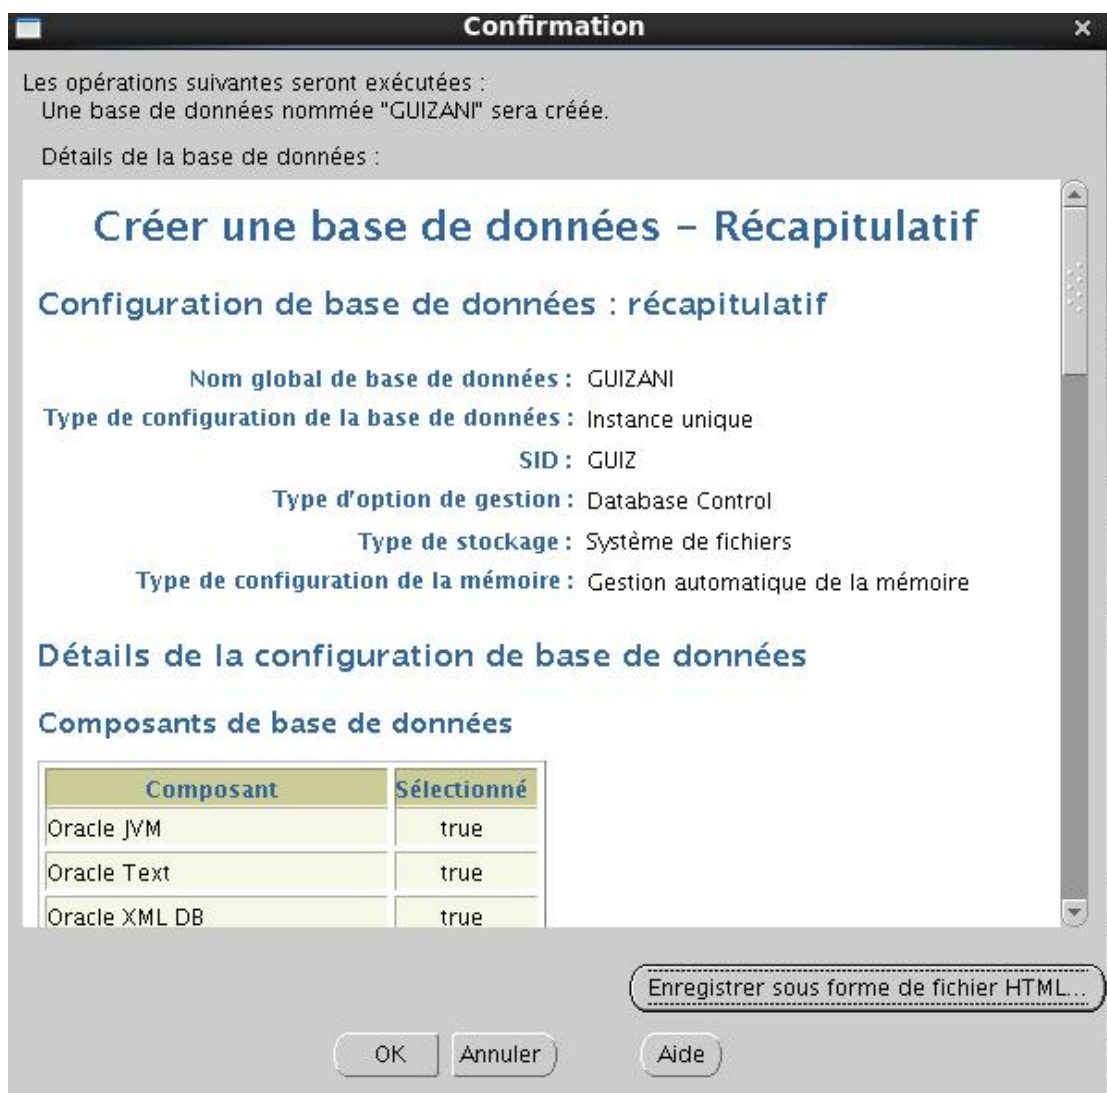 Confirmation
Les opérations suivantes seront exécutées :
Une base de données nommée "GUIZANI" sera créée.
Détails de la base de données :
Créer une base de données – Récapitulatif
Configuration de base de données : récapitulatif
Nom global de base de données : GUIZANI
Type de configuration de la base de données : Instance unique
SID : GUIZ
Type d'option de gestion : Database Control
Type de stockage : Système de fichiers
Type de configuration de la mémoire : Gestion automatique de la mémoire
Détails de la configuration de base de données
Composants de base de données
Composant Sélectionné
Oracle JVM true
Oracle Text true
Oracle XML DB true
Enregistrer sous forme de fichier HTML...
OK Annuler Aide